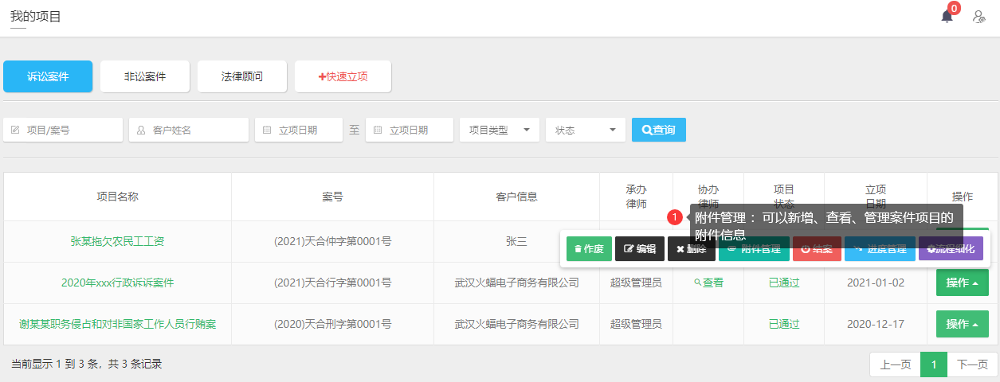 我的项目
0
诉讼案件 非讼案件 法律顾问 +快速立项
项目/案号 客户姓名 立项日期 至 立项日期 项目类型 状态 查询
项目名称 案号 客户信息 承办律师 协办律师 项目状态 立项日期 操作
1 附件管理 ：可以新增、查看、管理案件项目的
附件信息
张某拖欠农民工工资 (2021)天合仲字第0001号 张三
作废 编辑 删除 附件管理 结案 进度管理 流程细化
2020年xxx行政诉诉案件 (2021)天合行字第0001号 武汉火蝠电子商务有限公司 超级管理员 查看 已通过 2021-01-02 操作
谢某某职务侵占和对非国家工作人员行贿案 (2020)天合刑字第0001号 武汉火蝠电子商务有限公司 超级管理员 已通过 2020-12-17 操作
当前显示 1 到 3 条，共 3 条记录 上一页 1 下一页